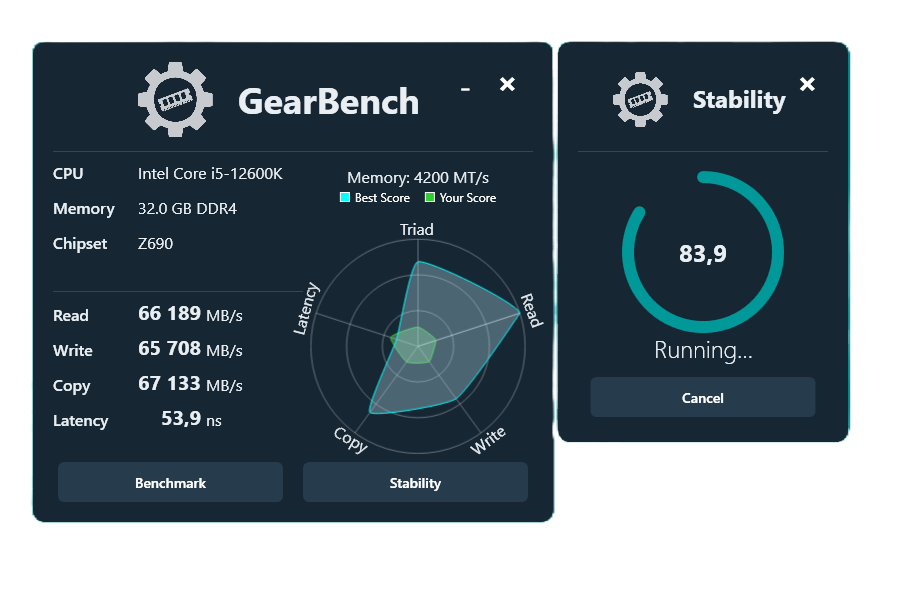 GearBench
CPU Intel Core i5-12600K
Memory 32.0 GB DDR4
Chipset Z690
Read 66 189 MB/s
Write 65 708 MB/s
Copy 67 133 MB/s
Latency 53,9 ns
Memory: 4200 MT/s
Best Score Your Score
Triad
Latency
Read
Copy
Write
Benchmark
Stability
Stability
83,9
Running...
Cancel